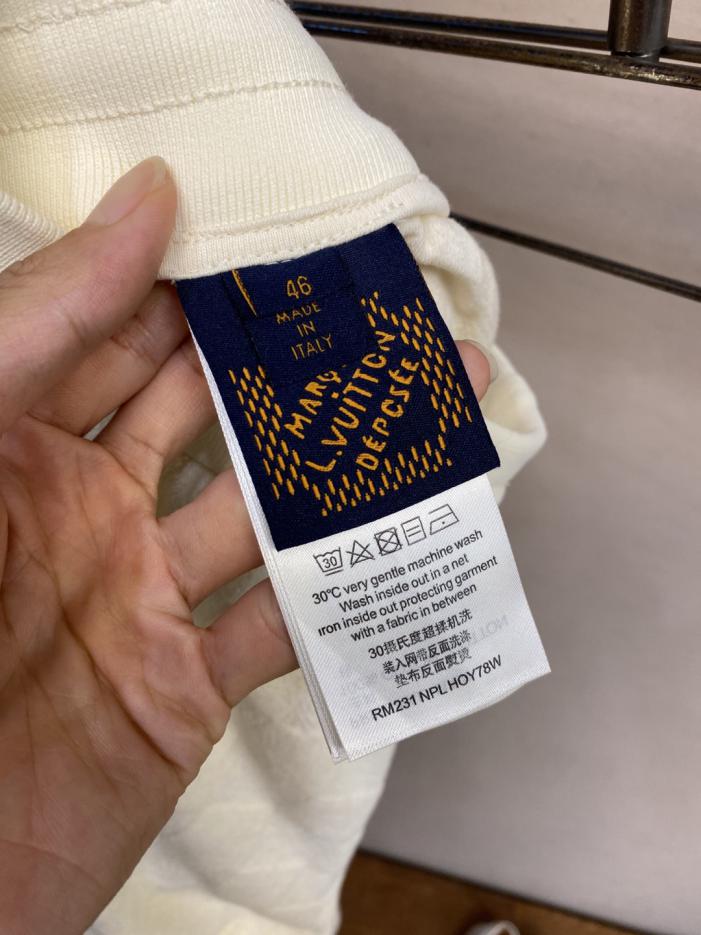 46
MADE
IN
ITALY
MARQ
L.VUITTON
DÉPOSÉE
30
30°C very gentle machine wash
Wash inside out in a net
Iron inside out protecting garment
with a fabric in between
30摄氏度超揉机洗
装入网带反面洗涤
垫布反面熨烫
RM231 NPL HOY78W